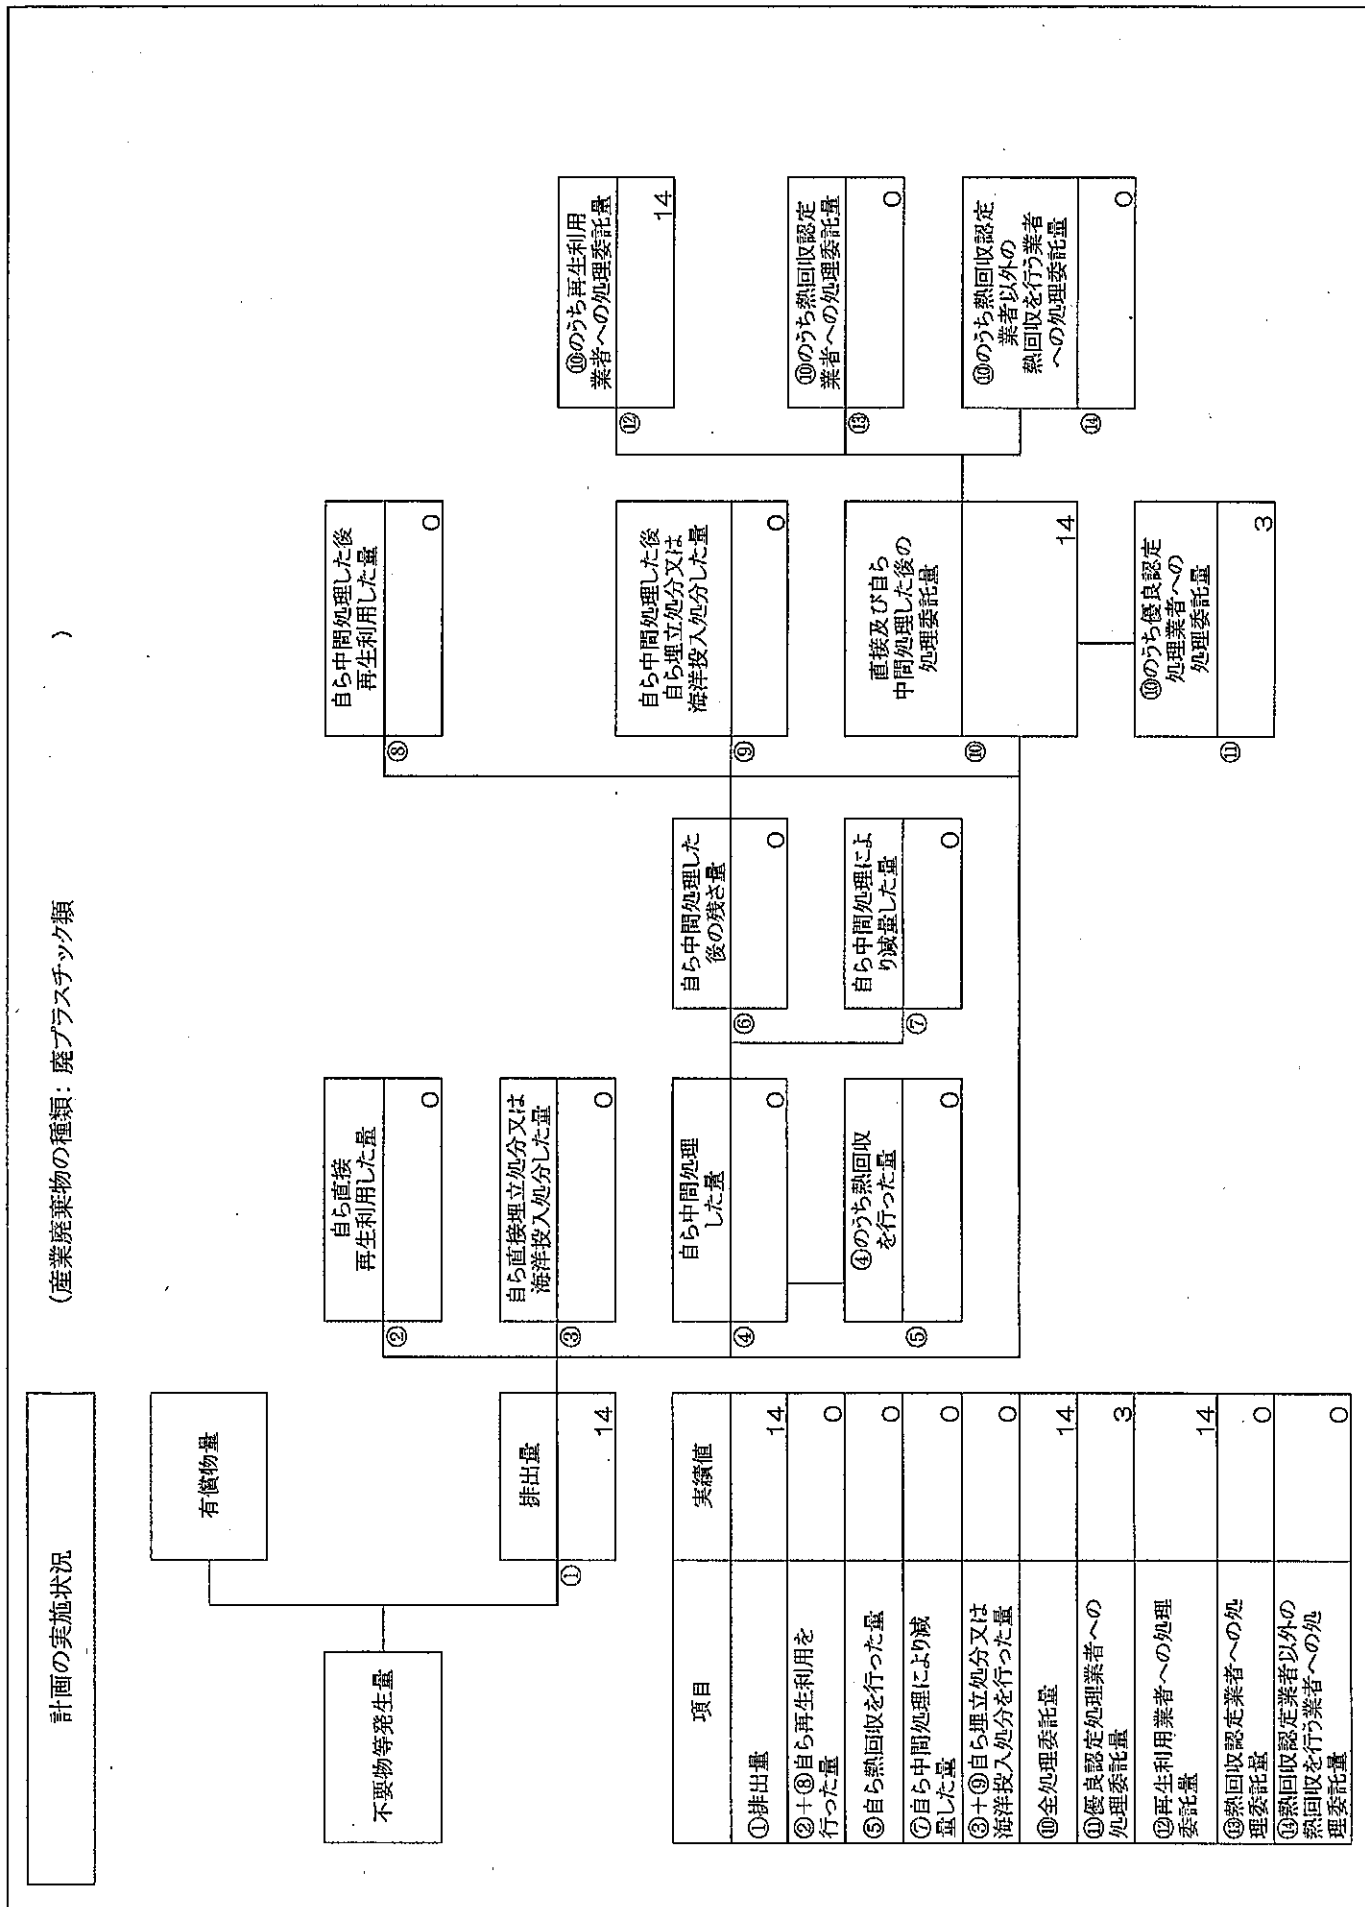 計画の実施状況
(産業廃棄物の種類：廃プラスチック類 )
不要物等発生量
有償物量
①
排出量
14
②
自ら直接
再生利用した量
0
③
自ら直接埋立処分又は
海洋投入処分した量
0
④
自ら中間処理
した量
0
⑤
④のうち熱回収
を行った量
0
⑥
自ら中間処理した
後の残さ量
0
⑦
自ら中間処理によ
り減量した量
0
⑧
自ら中間処理した後
再生利用した量
0
⑨
自ら中間処理した後
自ら埋立処分又は
海洋投入処分した量
0
⑩
直接及び自ら
中間処理した後の
処理委託量
14
⑪
⑩のうち優良認定
処理業者への
処理委託量
3
⑫
⑩のうち再生利用
業者への処理委託量
14
⑬
⑩のうち熱回収認定
業者への処理委託量
0
⑭
⑩のうち熱回収認定
業者以外の
熱回収を行う業者
への処理委託量
0
項目 実績値
①排出量 14
②＋⑧自ら再生利用を
行った量 0
⑤自ら熱回収を行った量 0
⑦自ら中間処理により減
量した量 0
③＋⑨自ら埋立処分又は
海洋投入処分を行った量 0
⑩全処理委託量 14
⑪優良認定処理業者への
処理委託量 3
⑫再生利用業者への処理
委託量 14
⑬熱回収認定業者への処
理委託量 0
⑭熱回収認定業者以外の
熱回収を行う業者への処
理委託量 0